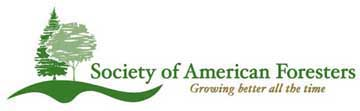 Society of American Foresters
Growing better all the time